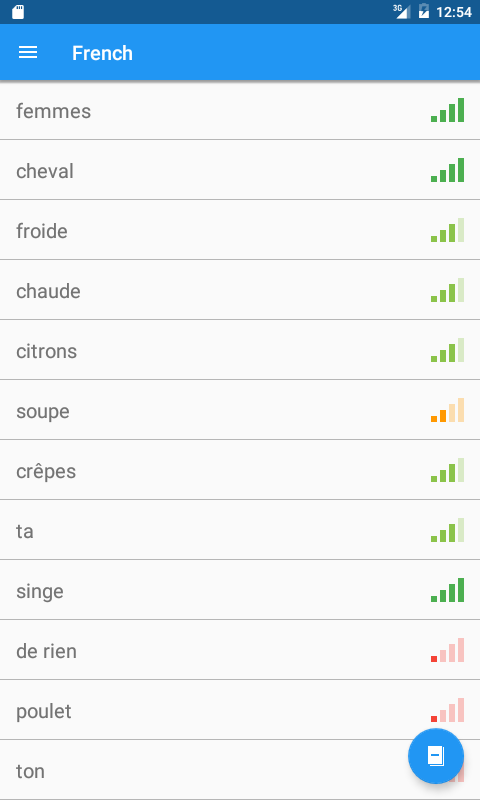 3G 12:54
French
femmes
cheval
froide
chaude
citrons
soupe
crêpes
ta
singe
de rien
poulet
ton